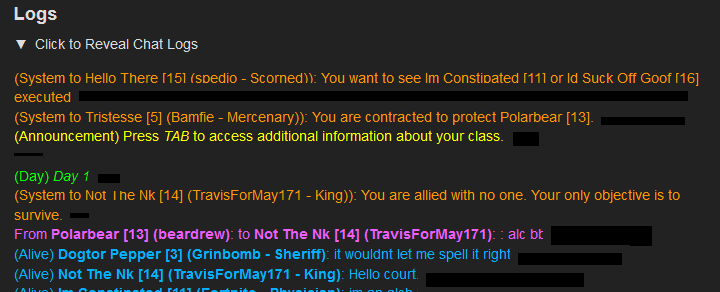 Logs
▼ Click to Reveal Chat Logs
(System to Hello There [15] (spedio - Scorned)): You want to see Im Constipated [11] or Id Suck Off Goof [16]
executed
(System to Tristesse [5] (Bamfie - Mercenary)): You are contracted to protect Polarbear [13].
(Announcement) Press TAB to access additional information about your class.
(Day) Day 1
(System to Not The Nk [14] (TravisForMay171 - King)): You are allied with no one. Your only objective is to
survive.
From Polarbear [13] (beardrew): to Not The Nk [14] (TravisForMay171): : alc bt
(Alive) Dogtor Pepper [3] (Grinbomb - Sheriff): it wouldnt let me spell it right
(Alive) Not The Nk [14] (TravisForMay171 - King): Hello court.
(Alive) Im Constipated [11] (Fortnite - Physician): im an alch